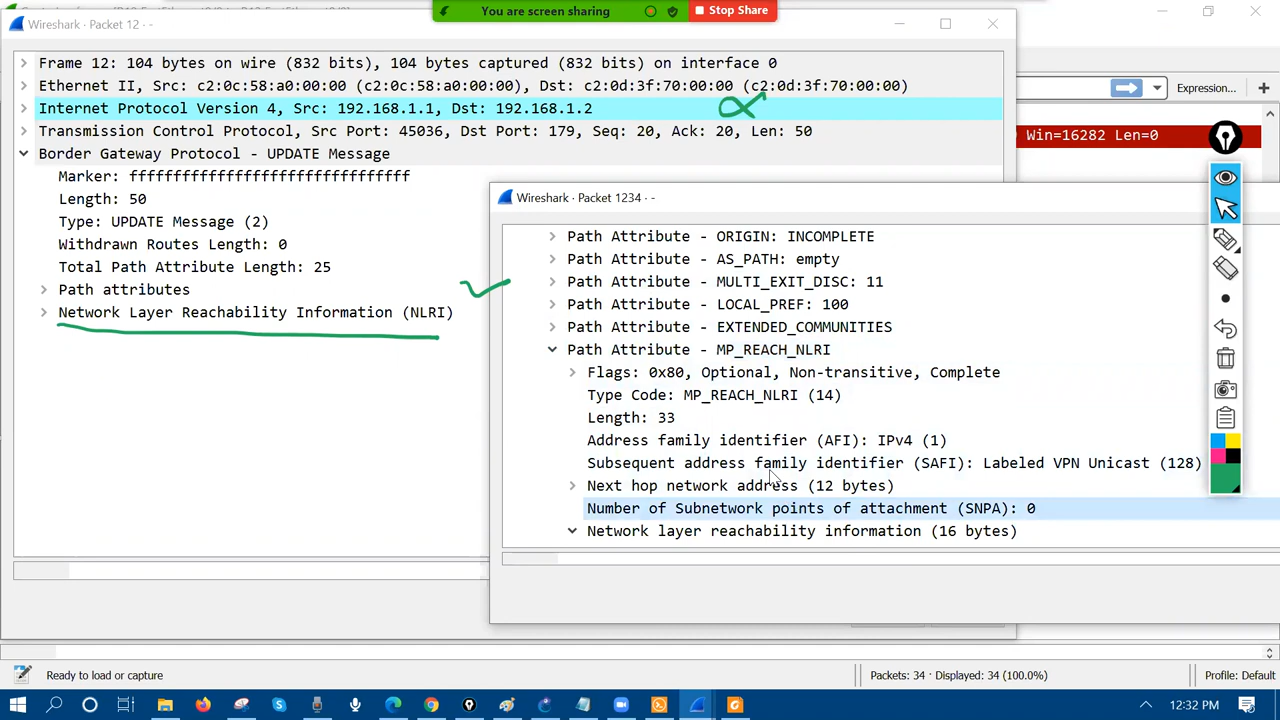 You are screen sharing
Stop Share
Wireshark · Packet 12 · -
Frame 12: 104 bytes on wire (832 bits), 104 bytes captured (832 bits) on interface 0
Ethernet II, Src: c2:0c:58:a0:00:00 (c2:0c:58:a0:00:00), Dst: c2:0d:3f:70:00:00 (c2:0d:3f:70:00:00)
Expression...
Internet Protocol Version 4, Src: 192.168.1.1, Dst: 192.168.1.2
Transmission Control Protocol, Src Port: 45036, Dst Port: 179, Seq: 20, Ack: 20, Len: 50
Win=16282 Len=0
Border Gateway Protocol - UPDATE Message
Marker: ffffffffffffffffffffffffffffffff
Length: 50
Type: UPDATE Message (2)
Withdrawn Routes Length: 0
Total Path Attribute Length: 25
Path attributes
Network Layer Reachability Information (NLRI)
Wireshark · Packet 1234 · -
Path Attribute - ORIGIN: INCOMPLETE
Path Attribute - AS_PATH: empty
Path Attribute - MULTI_EXIT_DISC: 11
Path Attribute - LOCAL_PREF: 100
Path Attribute - EXTENDED_COMMUNITIES
Path Attribute - MP_REACH_NLRI
Flags: 0x80, Optional, Non-transitive, Complete
Type Code: MP_REACH_NLRI (14)
Length: 33
Address family identifier (AFI): IPv4 (1)
Subsequent address family identifier (SAFI): Labeled VPN Unicast (128)
Next hop network address (12 bytes)
Number of Subnetwork points of attachment (SNPA): 0
Network layer reachability information (16 bytes)
Ready to load or capture
Packets: 34 · Displayed: 34 (100.0%)
Profile: Default
12:32 PM